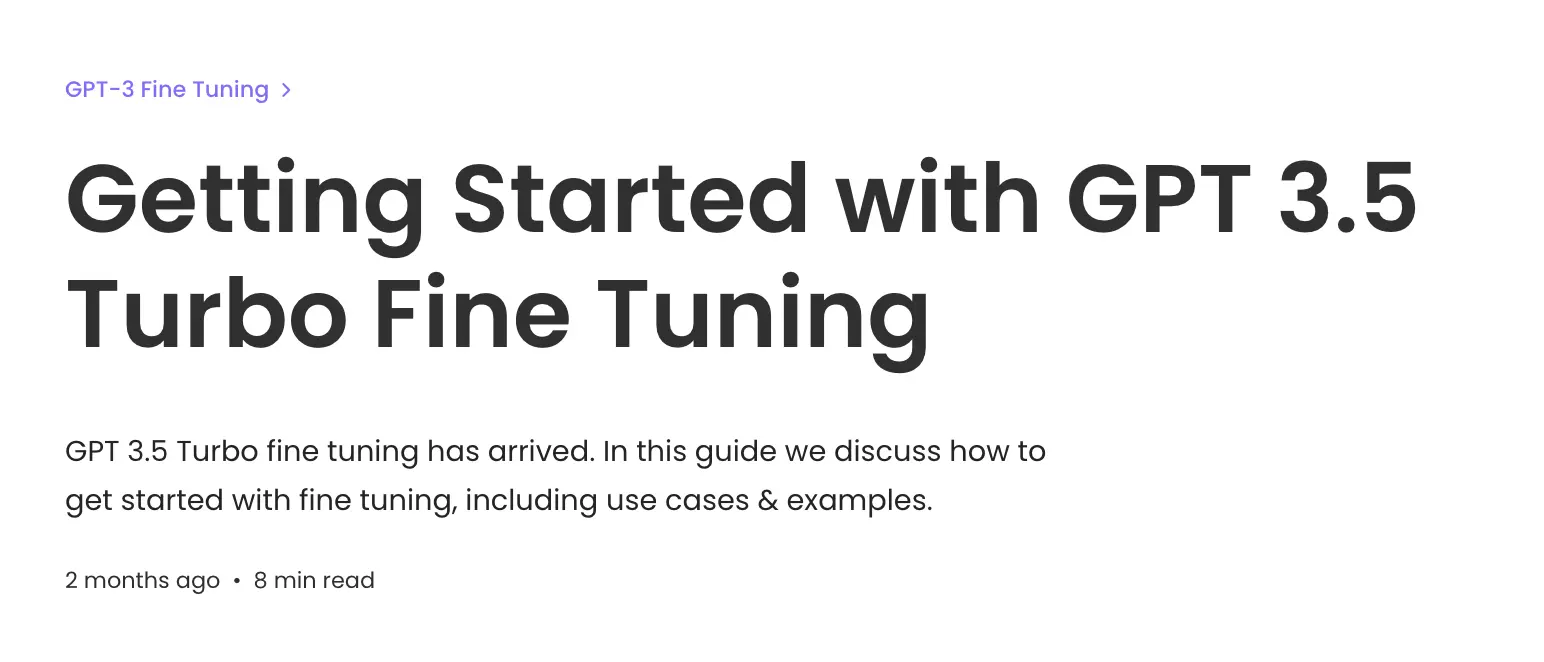 GPT-3 Fine Tuning >
Getting Started with GPT 3.5
Turbo Fine Tuning
GPT 3.5 Turbo fine tuning has arrived. In this guide we discuss how to
get started with fine tuning, including use cases & examples.
2 months ago • 8 min read